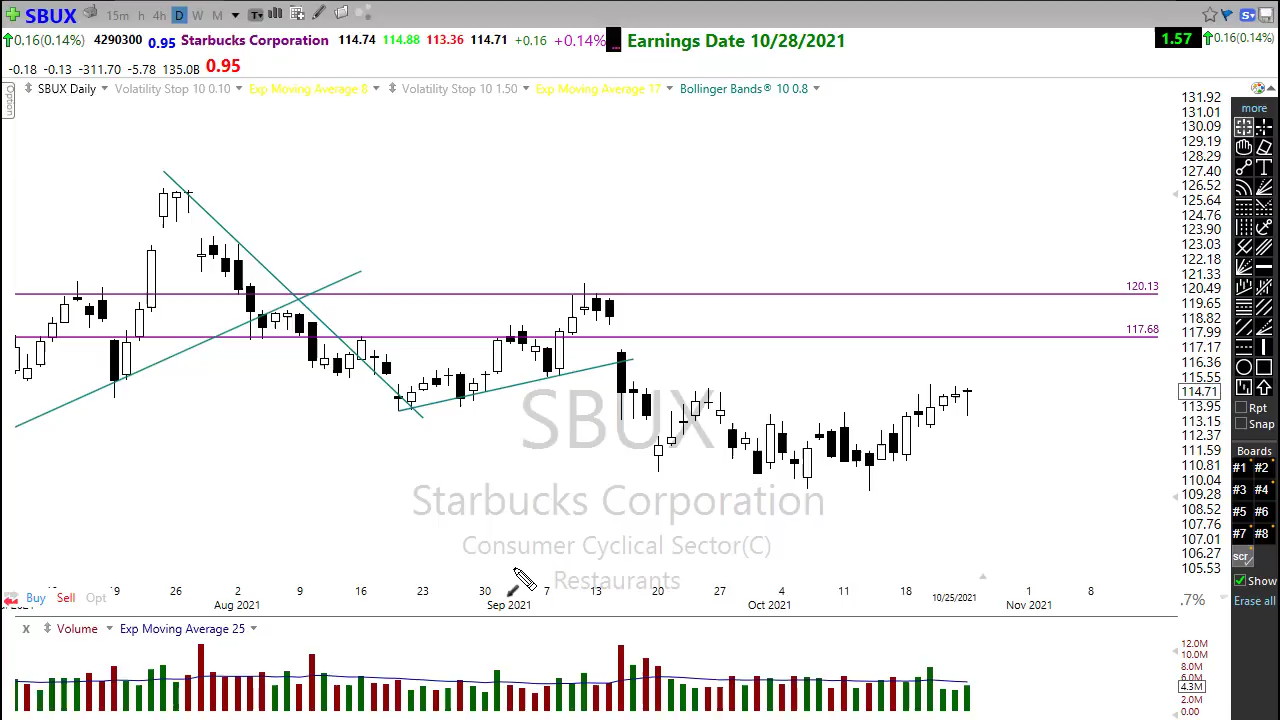 SBUX 15m 1h 4h D W M T
0.16(0.14%) 4290300 0.95 Starbucks Corporation 114.74 114.88 113.36 114.71 +0.16 +0.14% Earnings Date 10/28/2021 1.57 0.16(0.14%)
-0.18 -0.13 -311.70 -5.78 135.0B 0.95
Option
SBUX Daily Volatility Stop 10 0.10 Exp Moving Average 8 Volatility Stop 10 1.50 Exp Moving Average 17 Bollinger Bands® 10 0.8
131.92
131.01
130.09
129.19
128.29
127.40
126.52
125.64
124.76
123.90
123.03
122.18
121.33
120.49
119.65
118.82
117.99
117.16
116.36
115.55
114.71
113.95
113.15
112.37
111.59
110.81
110.04
109.28
108.52
107.76
107.01
106.27
105.53
120.13
117.68
SBUX
Starbucks Corporation
Consumer Cyclical Sector(C)
Restaurants
more
Rpt
Snap
Boards
#1 #2
#3 #4
#5 #6
#7 #8
scr
Show
Erase all
26 2 9 16 23 30 7 13 20 27 4 11 18 10/25/2021 1 8
Aug 2021 Sep 2021 Oct 2021 Nov 2021
Buy Sell Opt
.7%
X Volume Exp Moving Average 25
12.0M
10.0M
8.0M
6.0M
4.3M
2.0M
0.00